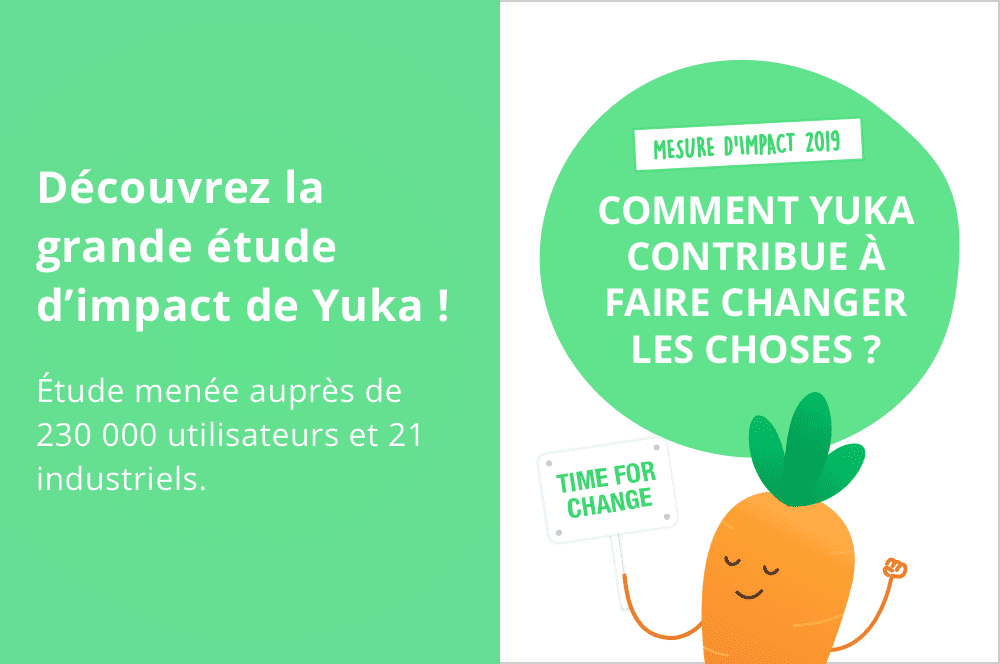 Découvrez la
grande étude
d’impact de Yuka !
Étude menée auprès de
230 000 utilisateurs et 21
industriels.
MESURE D'IMPACT 2019
COMMENT YUKA
CONTRIBUE À
FAIRE CHANGER
LES CHOSES ?
TIME FOR
CHANGE